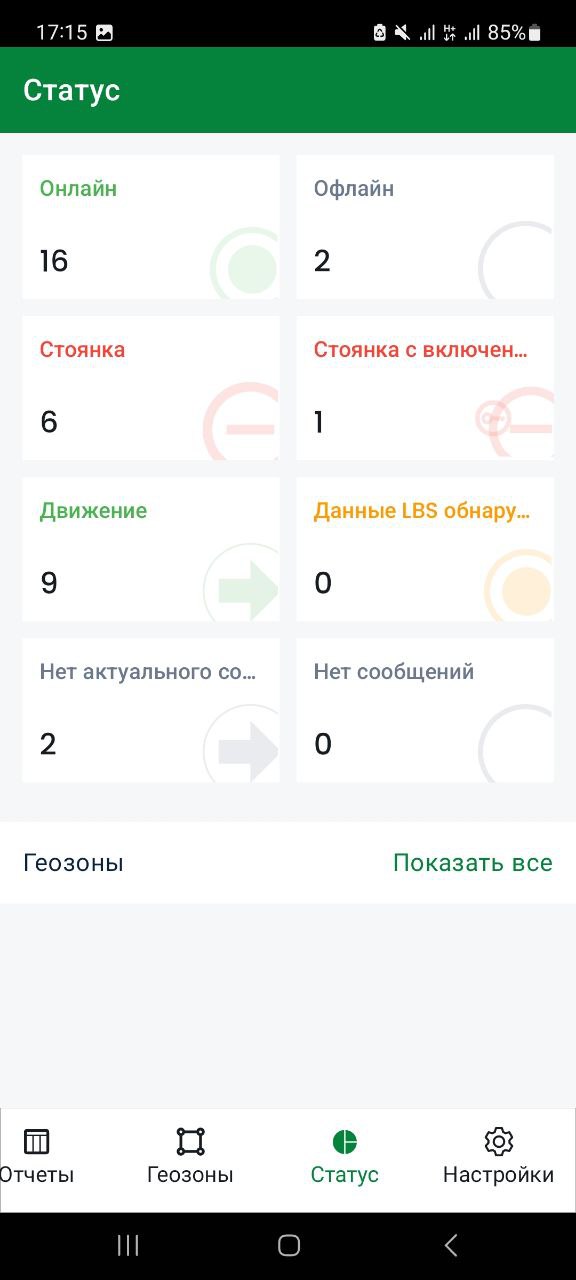 17:15 85%
Статус
Онлайн Офлайн
16 2
Стоянка Стоянка с включен...
6 1
Движение Данные LBS обнару...
9 0
Нет актуального со... Нет сообщений
2 0
Геозоны Показать все
Отчеты Геозоны Статус Настройки